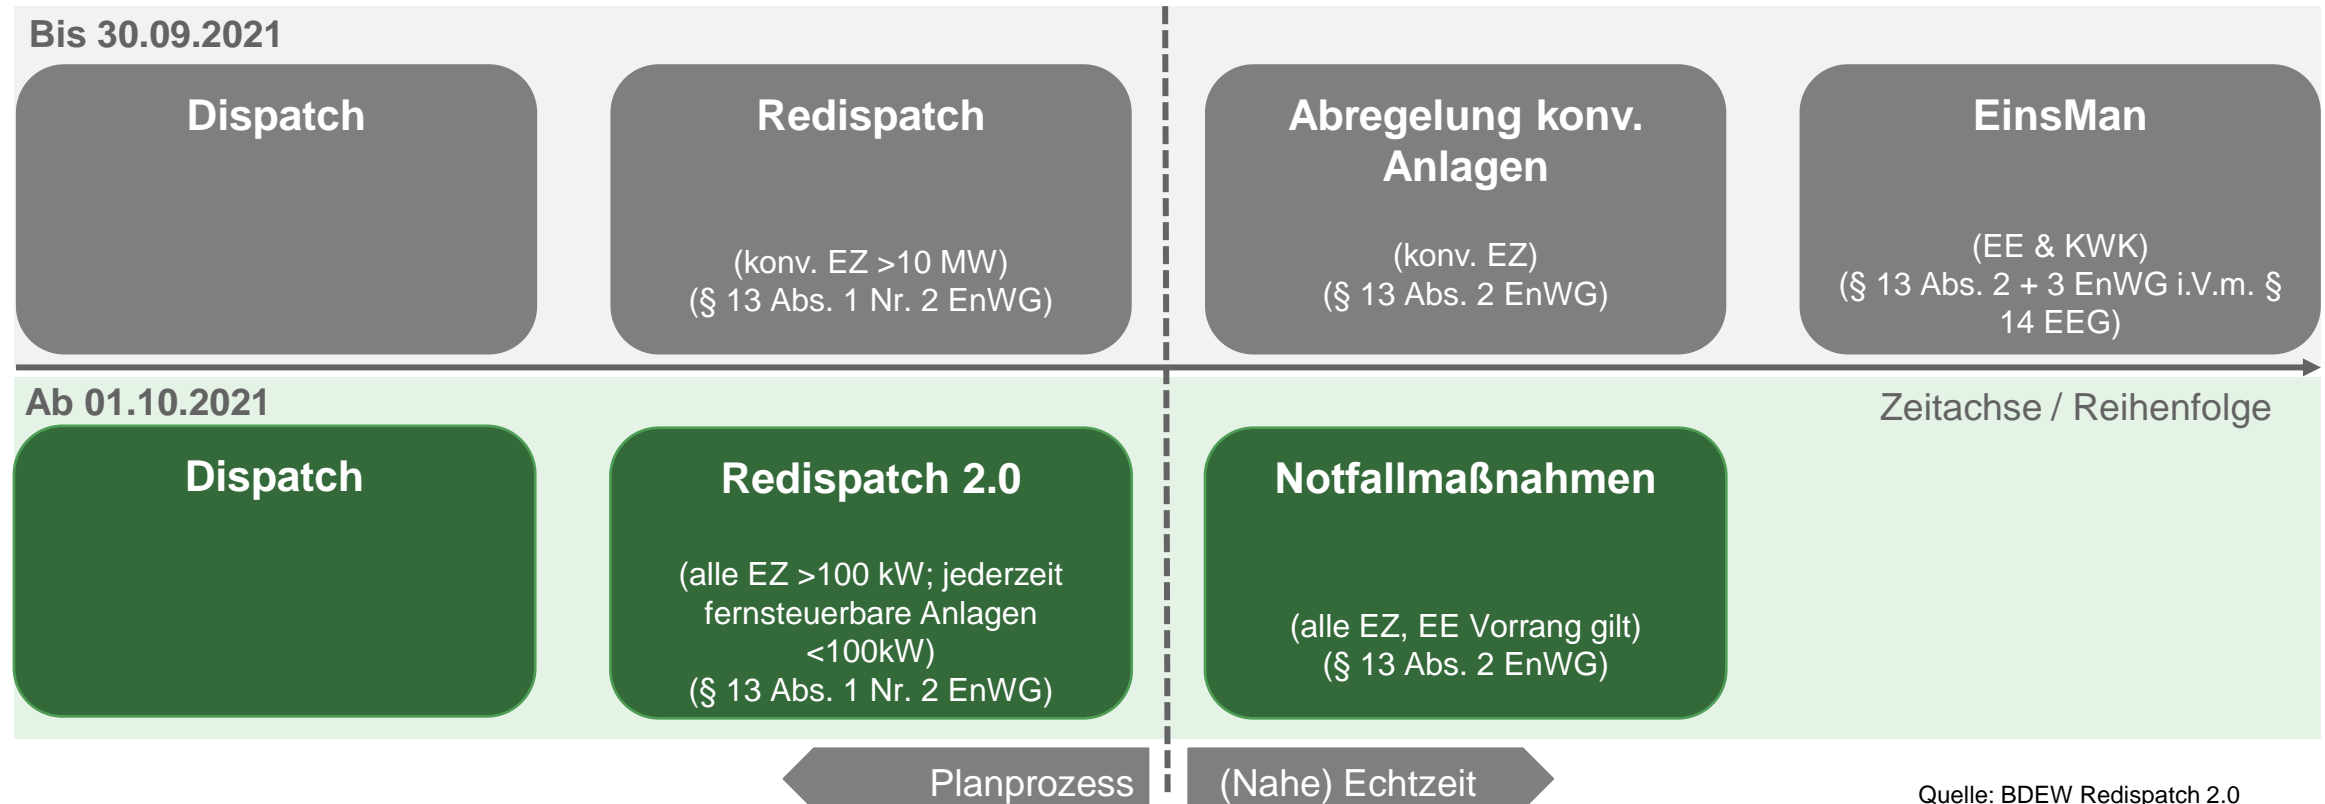 Bis 30.09.2021
Dispatch
Redispatch
(konv. EZ >10 MW)
(§ 13 Abs. 1 Nr. 2 EnWG)
Abregelung konv.
Anlagen
(konv. EZ)
(§ 13 Abs. 2 EnWG)
EinsMan
(EE & KWK)
(§ 13 Abs. 2 + 3 EnWG i.V.m. §
14 EEG)
Ab 01.10.2021
Zeitachse / Reihenfolge
Dispatch
Redispatch 2.0
(alle EZ >100 kW; jederzeit
fernsteuerbare Anlagen
<100kW)
(§ 13 Abs. 1 Nr. 2 EnWG)
Notfallmaßnahmen
(alle EZ, EE Vorrang gilt)
(§ 13 Abs. 2 EnWG)
Planprozess
(Nahe) Echtzeit
Quelle: BDEW Redispatch 2.0